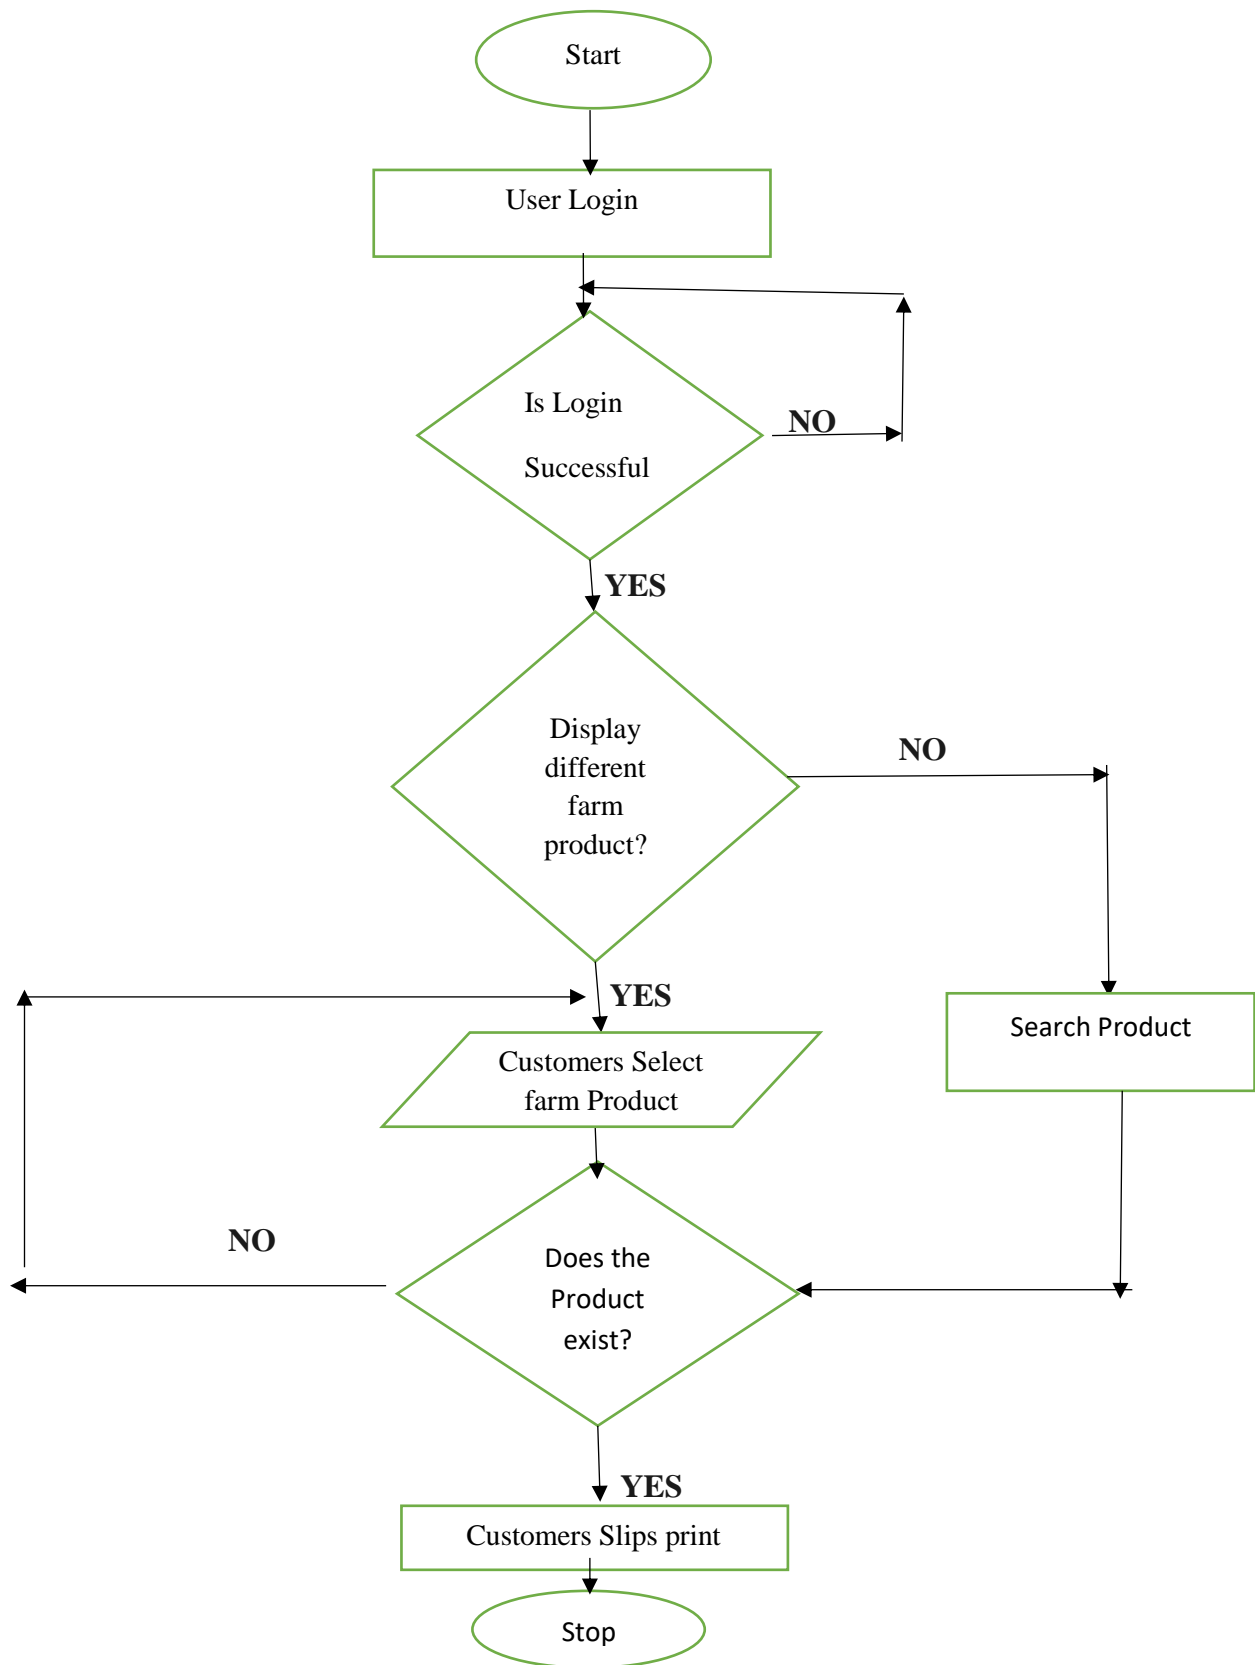 Start
User Login
Is Login
NO
Successful
YES
Display
different
farm
product?
NO
YES
Customers Select
farm Product
Search Product
NO
Does the
Product
exist?
YES
Customers Slips print
Stop